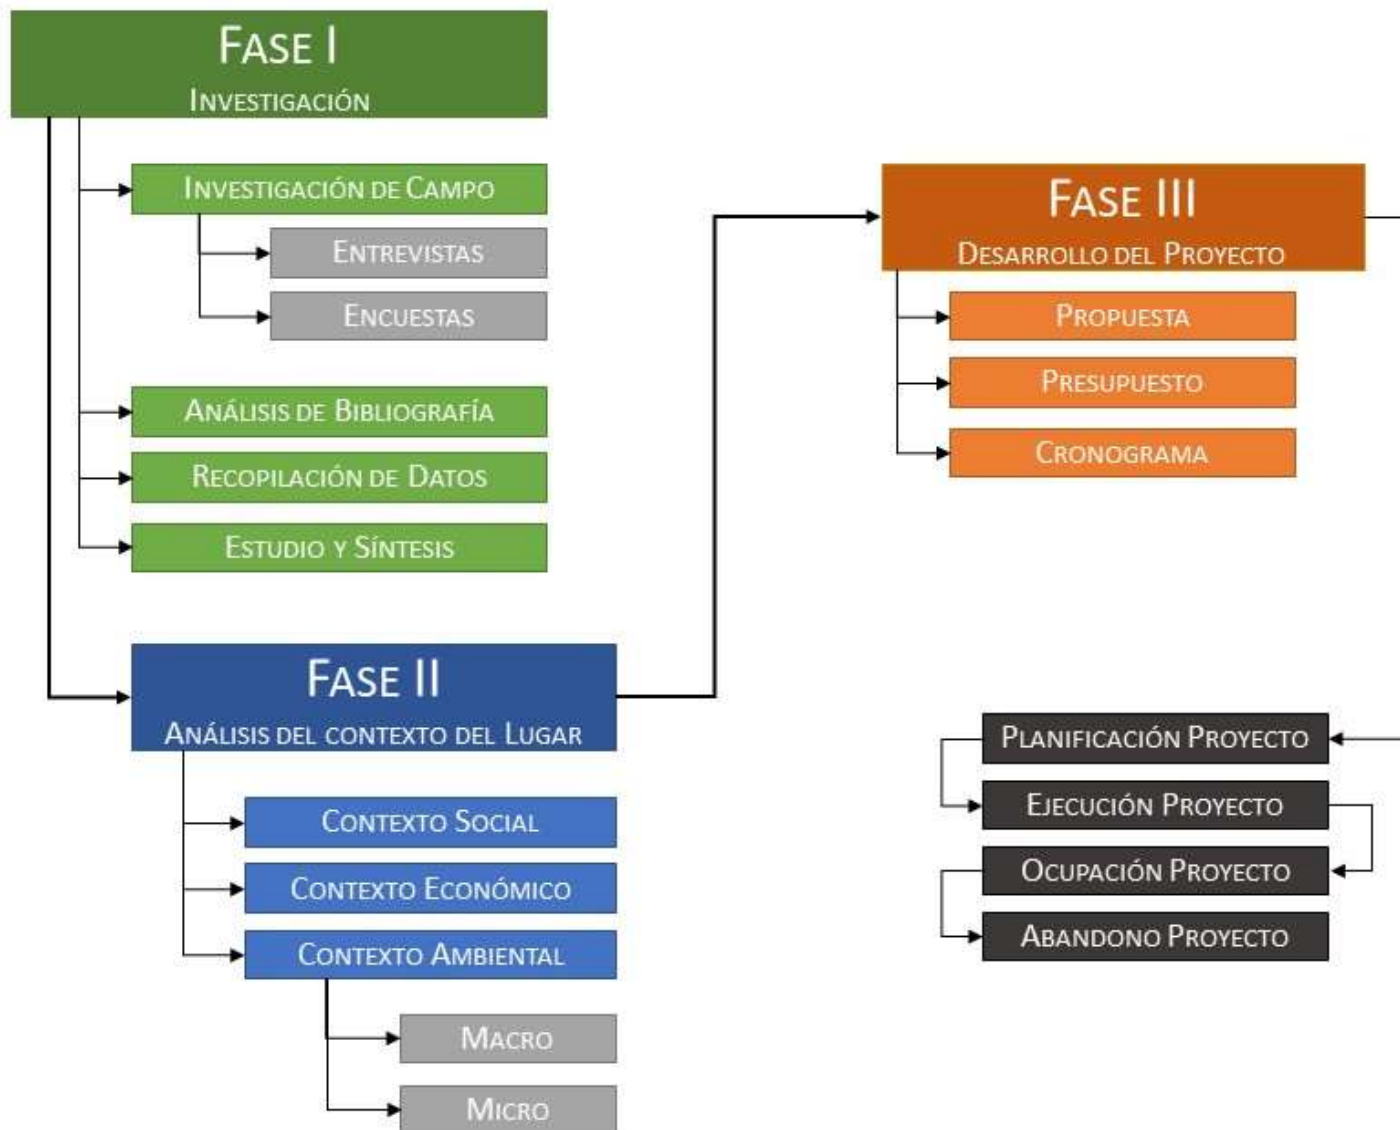 Fase I
Investigación
Investigación de Campo
Entrevistas
Encuestas
Análisis de Bibliografía
Recopilación de Datos
Estudio y Síntesis
Fase II
Análisis del contexto del Lugar
Contexto Social
Contexto Económico
Contexto Ambiental
Macro
Micro
Fase III
Desarrollo del Proyecto
Propuesta
Presupuesto
Cronograma
Planificación Proyecto
Ejecución Proyecto
Ocupación Proyecto
Abandono Proyecto